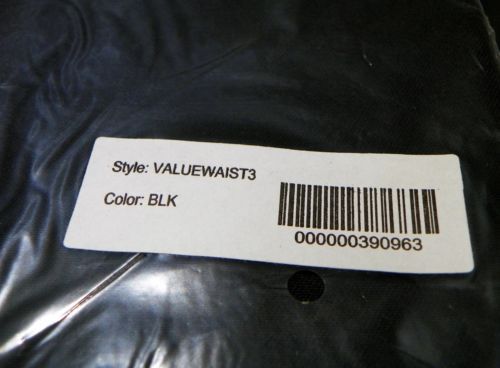 Style: VALUEWAIST3
Color: BLK
000000390963